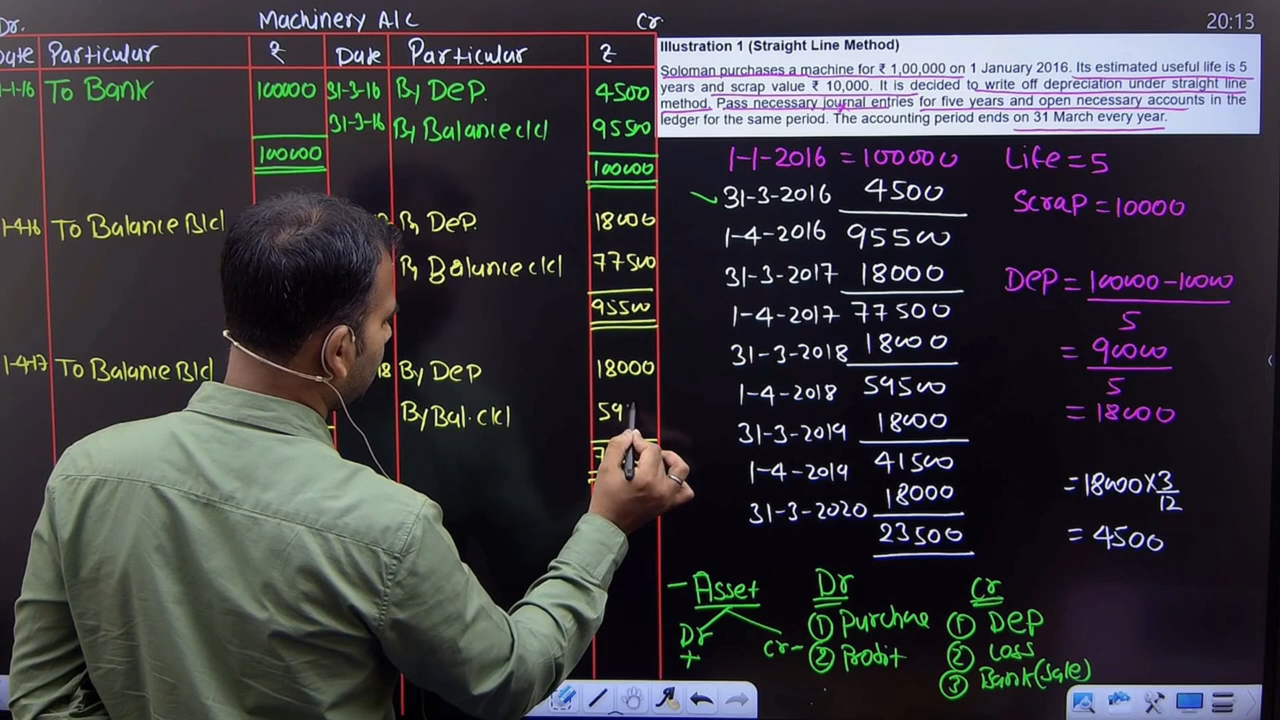 Machinery A/c
Dr.
Cr.
Date Particular ₹ Date Particular ₹
1-1-16 To Bank 100000 31-3-16 By Dep. 4500
31-3-16 By Balance c/d 95500
100000 100000
1-4-16 To Balance B/d By Dep. 18000
By Balance c/d 77500
95500
1-4-17 To Balance B/d 18 By Dep 18000
By Bal. c/d 59
7
20:13
Illustration 1 (Straight Line Method)
Soloman purchases a machine for ₹ 1,00,000 on 1 January 2016. Its estimated useful life is 5
years and scrap value ₹ 10,000. It is decided to write off depreciation under straight line
method. Pass necessary journal entries for five years and open necessary accounts in the
ledger for the same period. The accounting period ends on 31 March every year.
1-1-2016 = 100000
31-3-2016 4500
1-4-2016 95500
31-3-2017 18000
1-4-2017 77500
31-3-2018 18000
1-4-2018 59500
31-3-2019 18000
1-4-2019 41500
31-3-2020 18000
23500
Life = 5
Scrap = 10000
Dep = 100000 - 10000
5
= 90000
5
= 18000
= 18000 × 3/12
= 4500
- Asset
Dr +
Cr -
Dr
① Purchase
② Profit
Cr
① Dep
② Loss
③ Bank (sale)